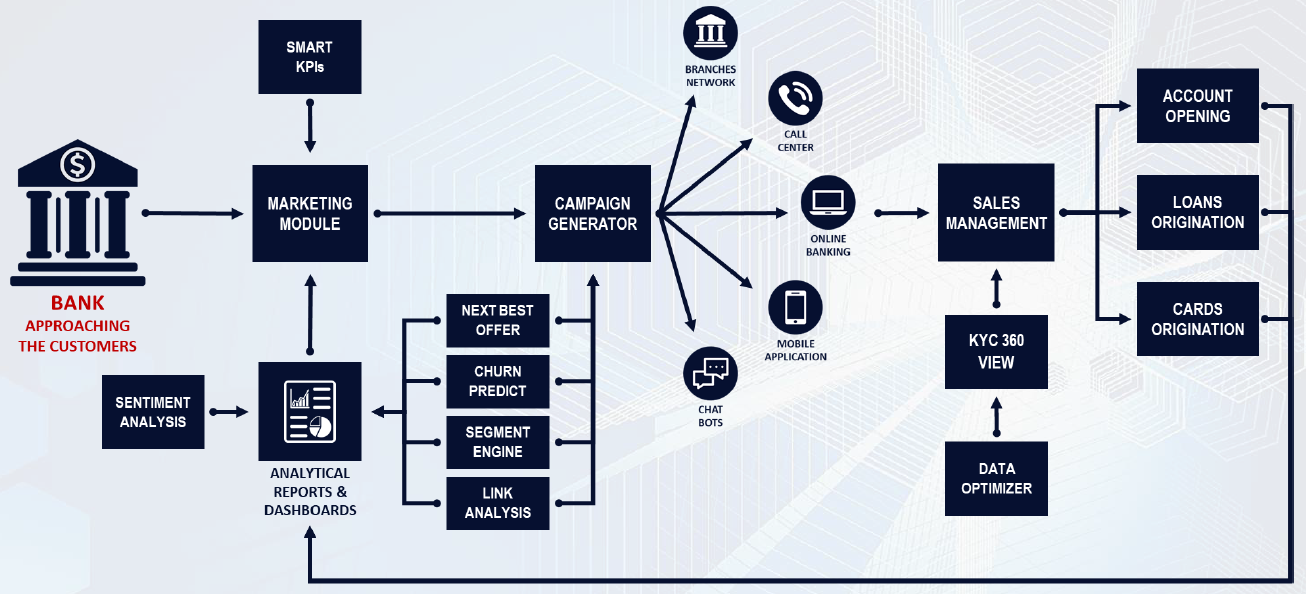 SMART
KPIs
BRANCHES
NETWORK
CALL
CENTER
ACCOUNT
OPENING
$
BANK
APPROACHING
THE CUSTOMERS
MARKETING
MODULE
CAMPAIGN
GENERATOR
ONLINE
BANKING
SALES
MANAGEMENT
LOANS
ORIGINATION
NEXT BEST
OFFER
CHURN
PREDICT
SEGMENT
ENGINE
LINK
ANALYSIS
MOBILE
APPLICATION
CHAT
BOTS
KYC 360
VIEW
CARDS
ORIGINATION
SENTIMENT
ANALYSIS
ANALYTICAL
REPORTS &
DASHBOARDS
DATA
OPTIMIZER